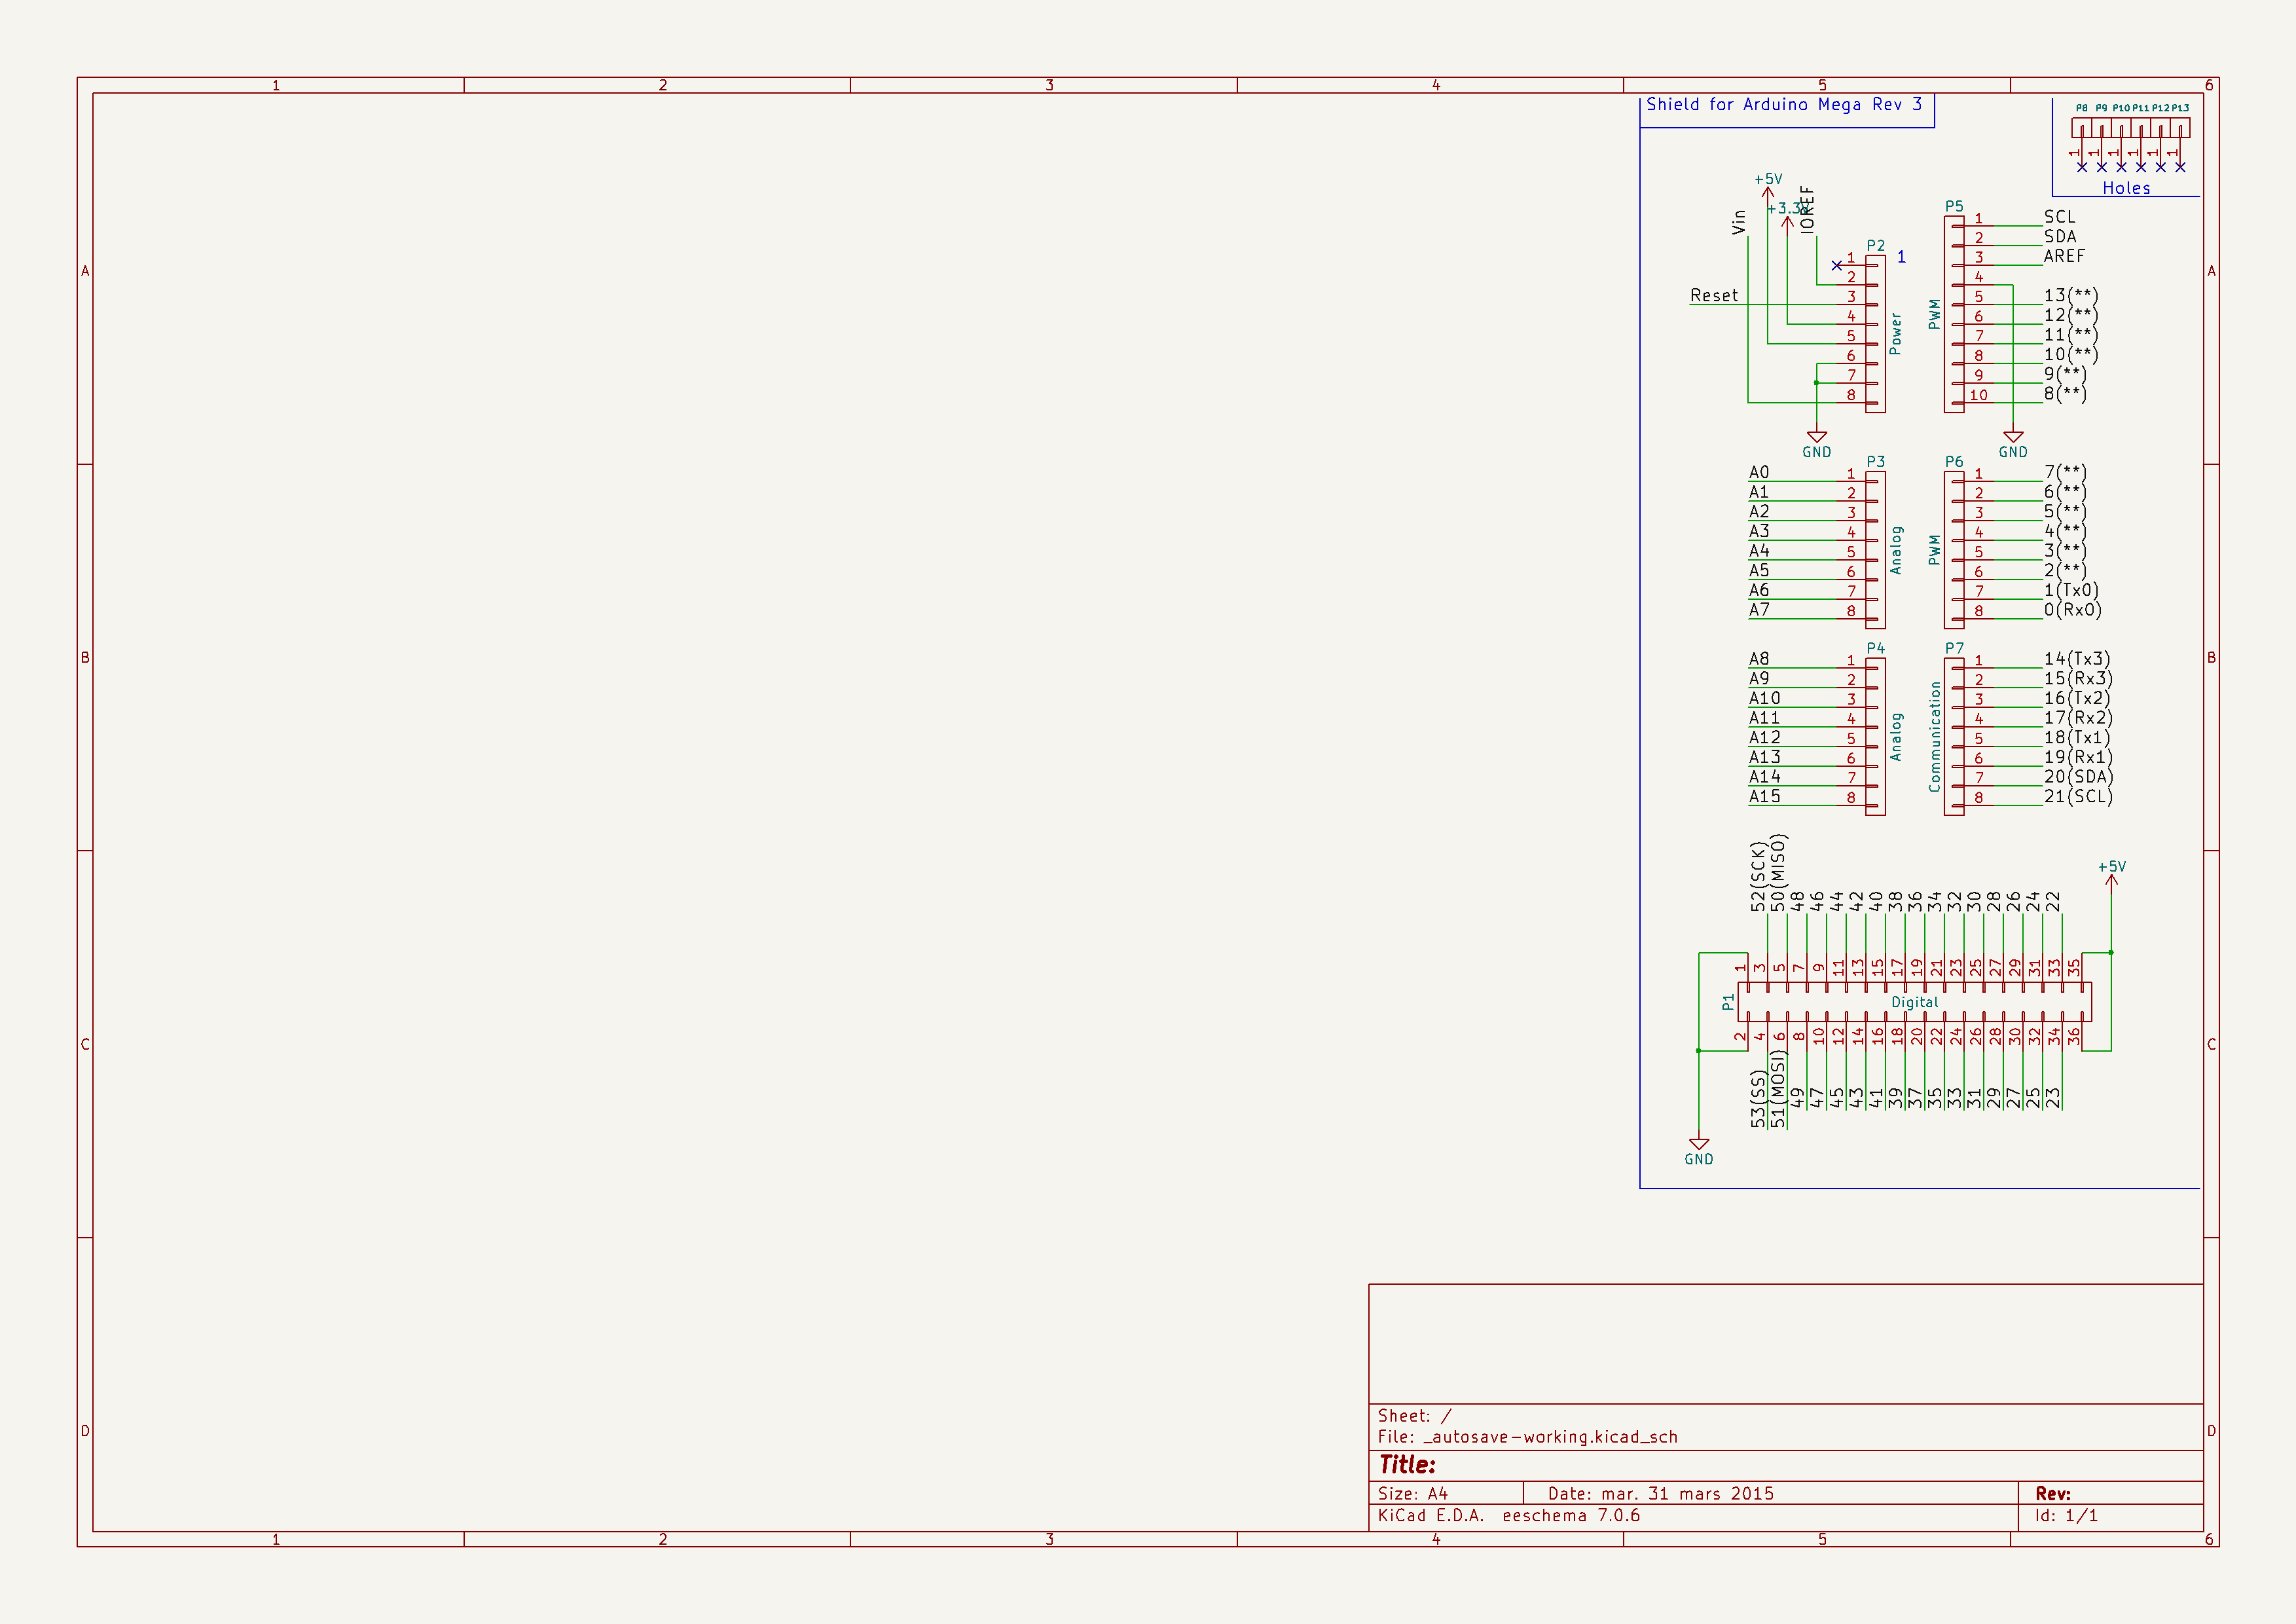 1 2 3 4 5 6
Shield for Arduino Mega Rev 3
P8 P9 P10 P11 P12 P13
1 1 1 1 1 1
Holes
+5V
+3.3V
Vin
IOREF
Reset
P2
1
1
2
3
4
5
6
7
8
Power
GND
P5
PWM
1 SCL
2 SDA
3 AREF
4
5 13(**)
6 12(**)
7 11(**)
8 10(**)
9 9(**)
10 8(**)
GND
A
A
P3
A0 1
A1 2
A2 3
A3 4
A4 5
A5 6
A6 7
A7 8
Analog
P6
PWM
1 7(**)
2 6(**)
3 5(**)
4 4(**)
5 3(**)
6 2(**)
7 1(Tx0)
8 0(Rx0)
B
B
P4
A8 1
A9 2
A10 3
A11 4
A12 5
A13 6
A14 7
A15 8
Analog
P7
Communication
1 14(Tx3)
2 15(Rx3)
3 16(Tx2)
4 17(Rx2)
5 18(Tx1)
6 19(Rx1)
7 20(SDA)
8 21(SCL)
+5V
52(SCK) 50(MISO) 48 46 44 42 40 38 36 34 32 30 28 26 24 22
1 3 5 7 9 11 13 15 17 19 21 23 25 27 29 31 33 35
P1
Digital
2 4 6 8 10 12 14 16 18 20 22 24 26 28 30 32 34 36
53(SS) 51(MOSI) 49 47 45 43 41 39 37 35 33 31 29 27 25 23
GND
C
C
Sheet: /
File: _autosave-working.kicad_sch
Title:
Size: A4 Date: mar. 31 mars 2015 Rev:
KiCad E.D.A. eeschema 7.0.6 Id: 1/1
D
D
1 2 3 4 5 6